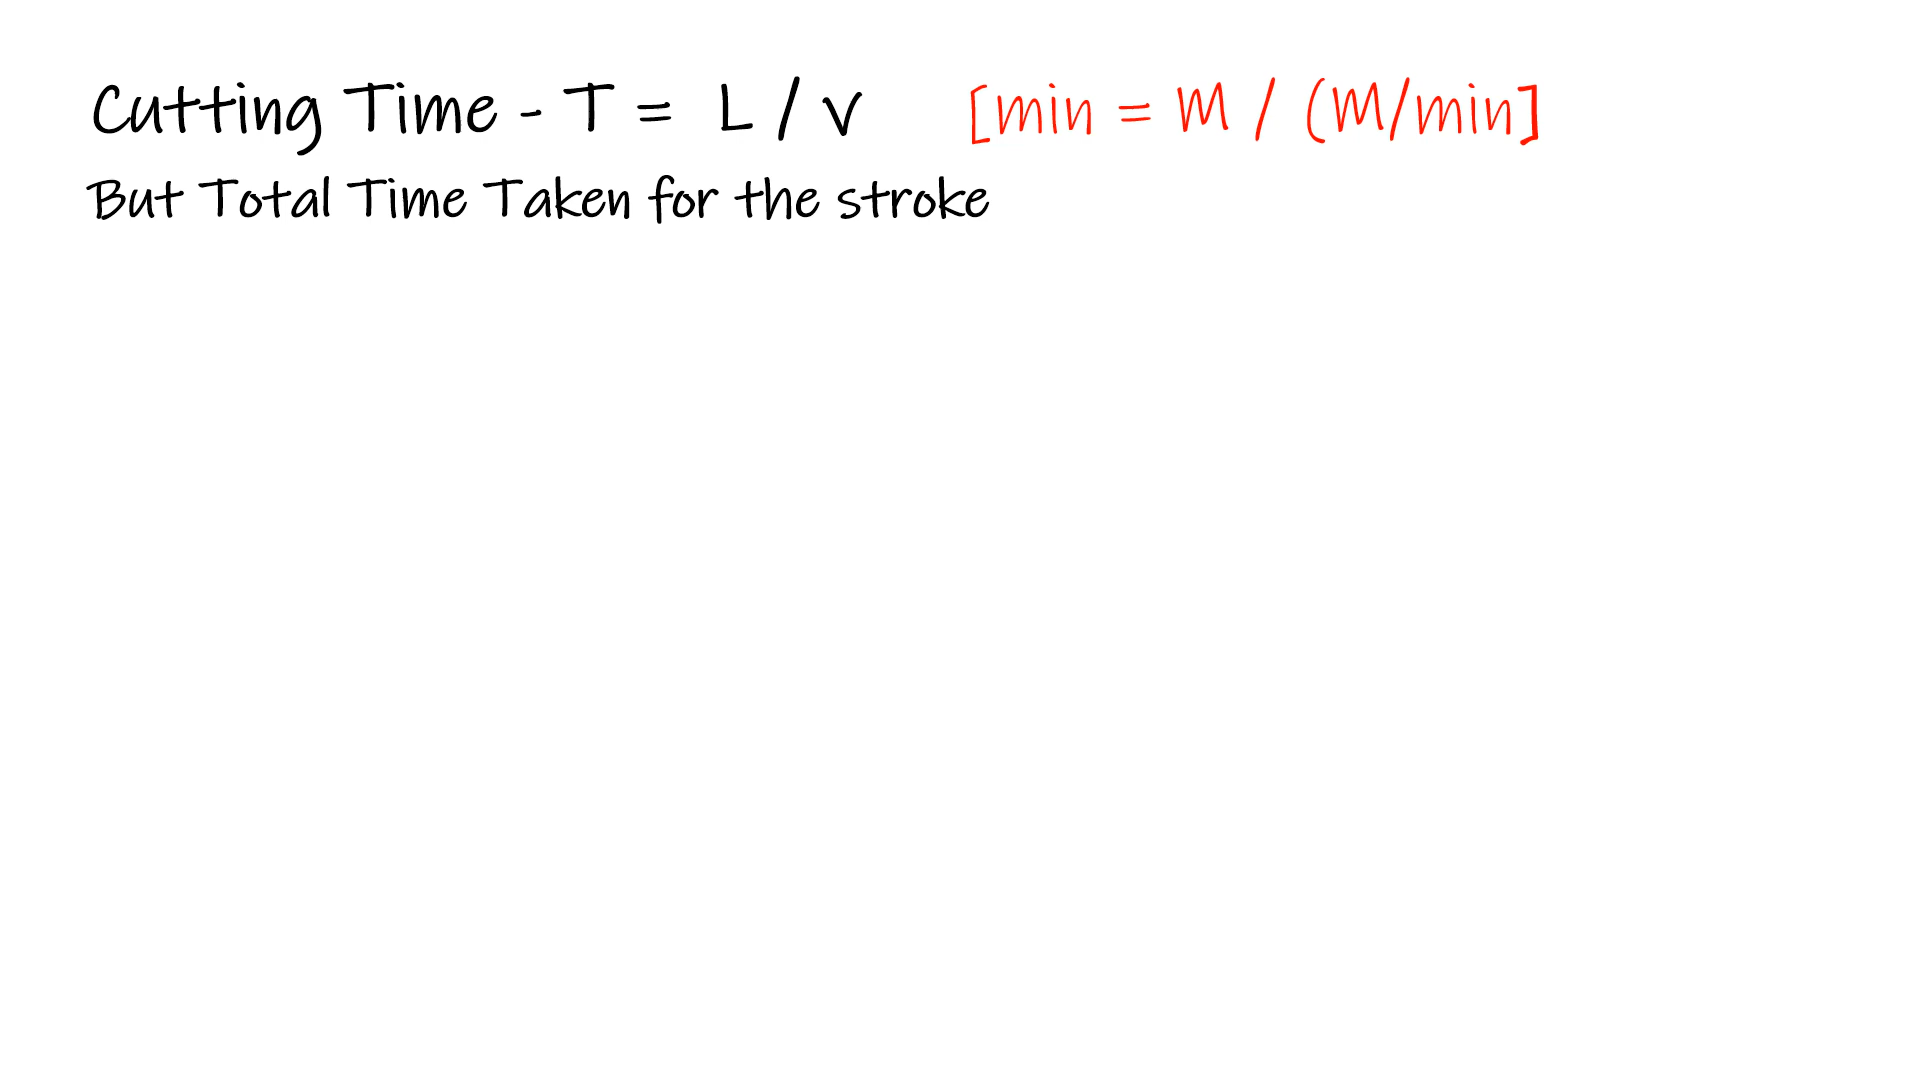 Cutting Time - T = L / v [min = M / (M/min]
But Total Time Taken for the stroke